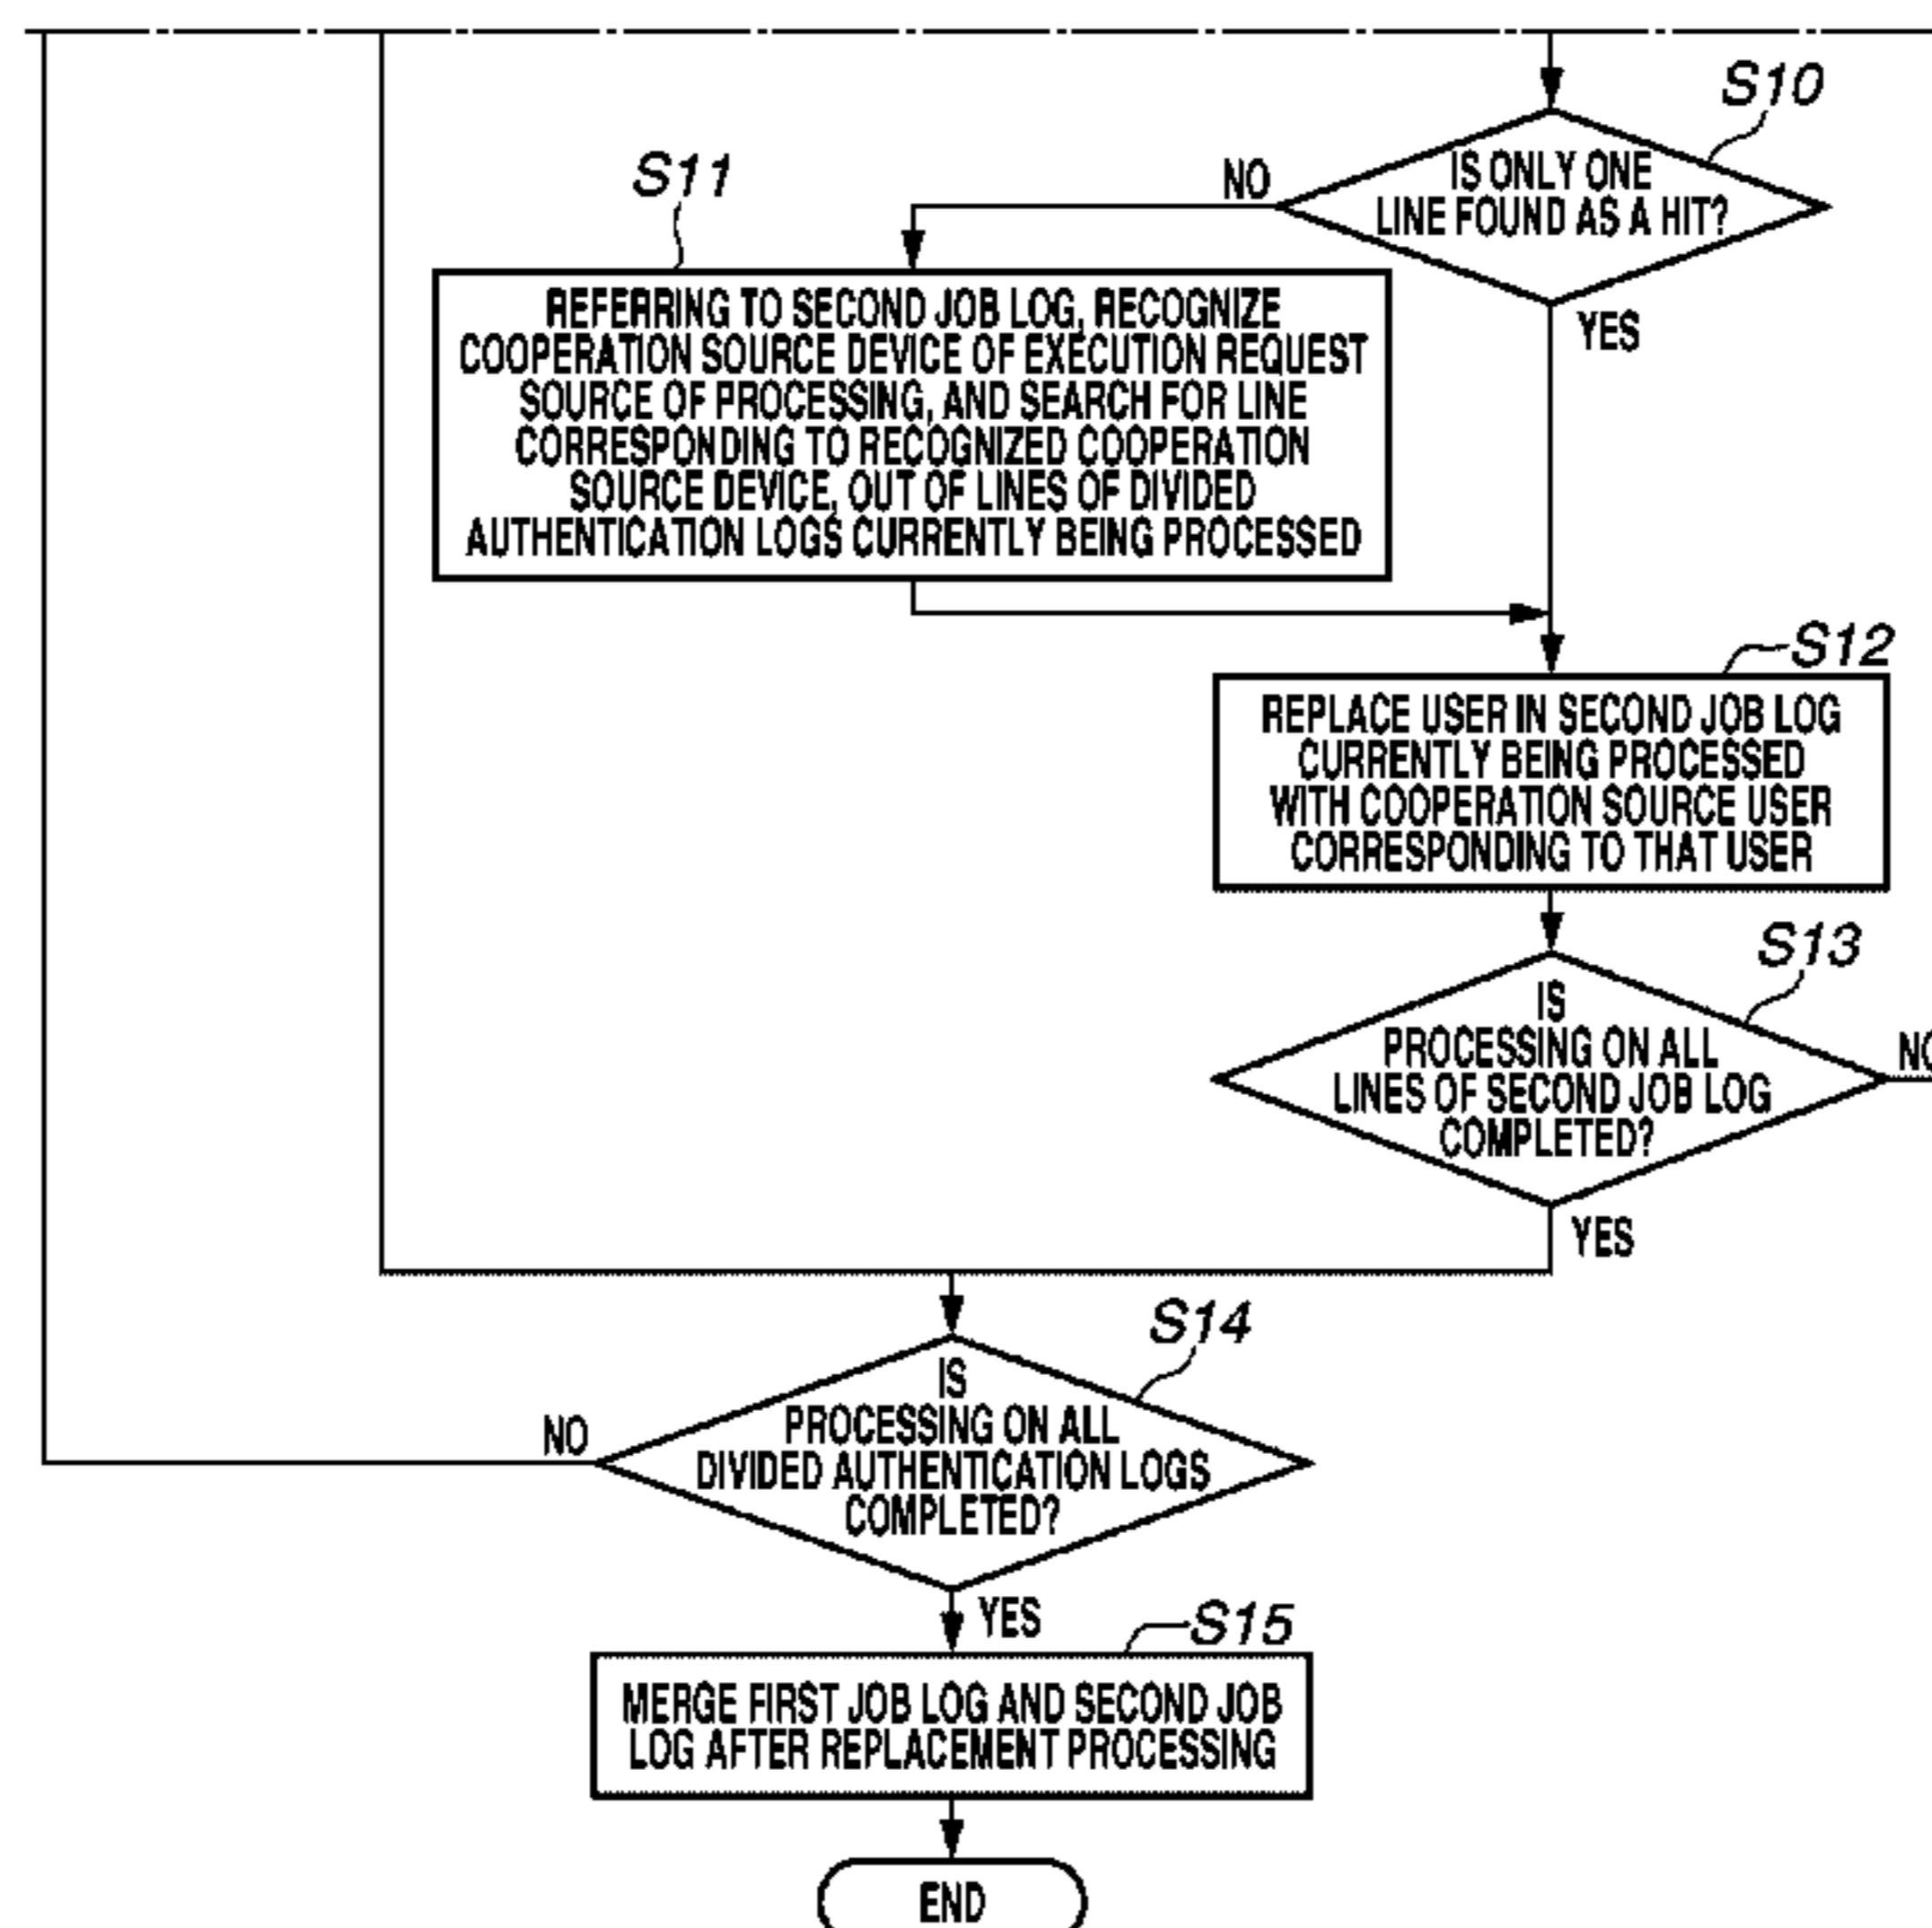 S10
IS ONLY ONE
LINE FOUND AS A HIT?
NO
YES
S11
REFERRING TO SECOND JOB LOG, RECOGNIZE
COOPERATION SOURCE DEVICE OF EXECUTION REQUEST
SOURCE OF PROCESSING, AND SEARCH FOR LINE
CORRESPONDING TO RECOGNIZED COOPERATION
SOURCE DEVICE, OUT OF LINES OF DIVIDED
AUTHENTICATION LOGS CURRENTLY BEING PROCESSED
S12
REPLACE USER IN SECOND JOB LOG
CURRENTLY BEING PROCESSED
WITH COOPERATION SOURCE USER
CORRESPONDING TO THAT USER
S13
IS
PROCESSING ON ALL
LINES OF SECOND JOB LOG
COMPLETED?
NO
YES
S14
IS
PROCESSING ON ALL
DIVIDED AUTHENTICATION LOGS
COMPLETED?
NO
YES
S15
MERGE FIRST JOB LOG AND SECOND JOB
LOG AFTER REPLACEMENT PROCESSING
END